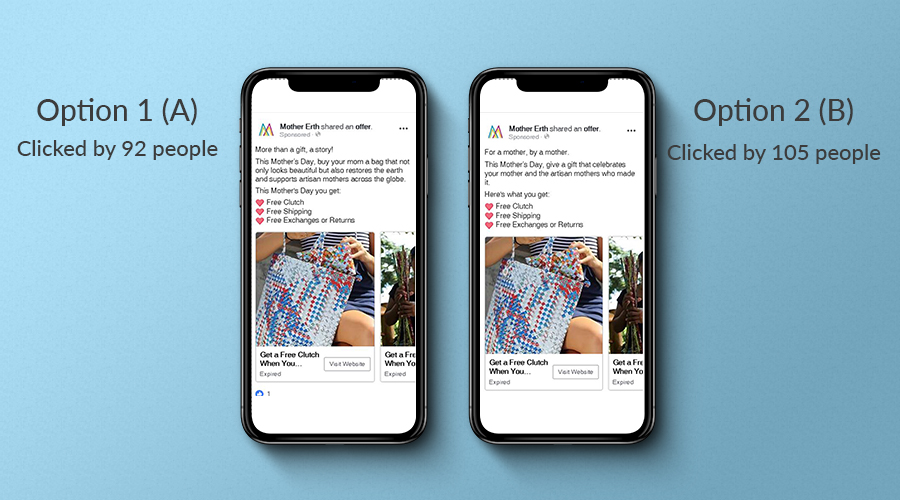 Option 1 (A)
Clicked by 92 people
Mother Erth shared an offer.
Sponsored
More than a gift, a story!
This Mother's Day, buy your mom a bag that not
only looks beautiful but also restores the earth
and supports artisan mothers across the globe.
This Mother's Day you get:
Free Clutch
Free Shipping
Free Exchanges or Returns
Get a Free Clutch
When You...
Expired
Visit Website
Get a Fre
When Yo
Expired
1
Option 2 (B)
Clicked by 105 people
Mother Erth shared an offer.
Sponsored
For a mother, by a mother.
This Mother's Day, give a gift that celebrates
your mother and the artisan mothers who made
it.
Here's what you get:
Free Clutch
Free Shipping
Free Exchanges or Returns
Get a Free Clutch
When You...
Expired
Visit Website
Get a Fre
When Yo
Expired